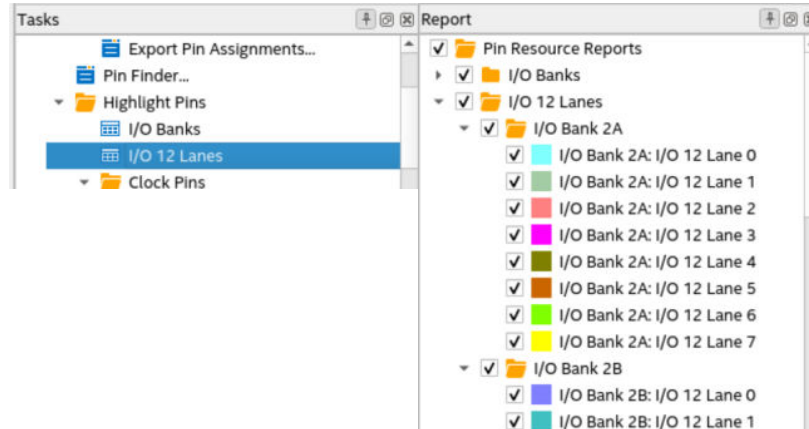 Tasks
Export Pin Assignments...
Pin Finder...
Highlight Pins
I/O Banks
I/O 12 Lanes
Clock Pins
Report
Pin Resource Reports
I/O Banks
I/O 12 Lanes
I/O Bank 2A
I/O Bank 2A: I/O 12 Lane 0
I/O Bank 2A: I/O 12 Lane 1
I/O Bank 2A: I/O 12 Lane 2
I/O Bank 2A: I/O 12 Lane 3
I/O Bank 2A: I/O 12 Lane 4
I/O Bank 2A: I/O 12 Lane 5
I/O Bank 2A: I/O 12 Lane 6
I/O Bank 2A: I/O 12 Lane 7
I/O Bank 2B
I/O Bank 2B: I/O 12 Lane 0
I/O Bank 2B: I/O 12 Lane 1